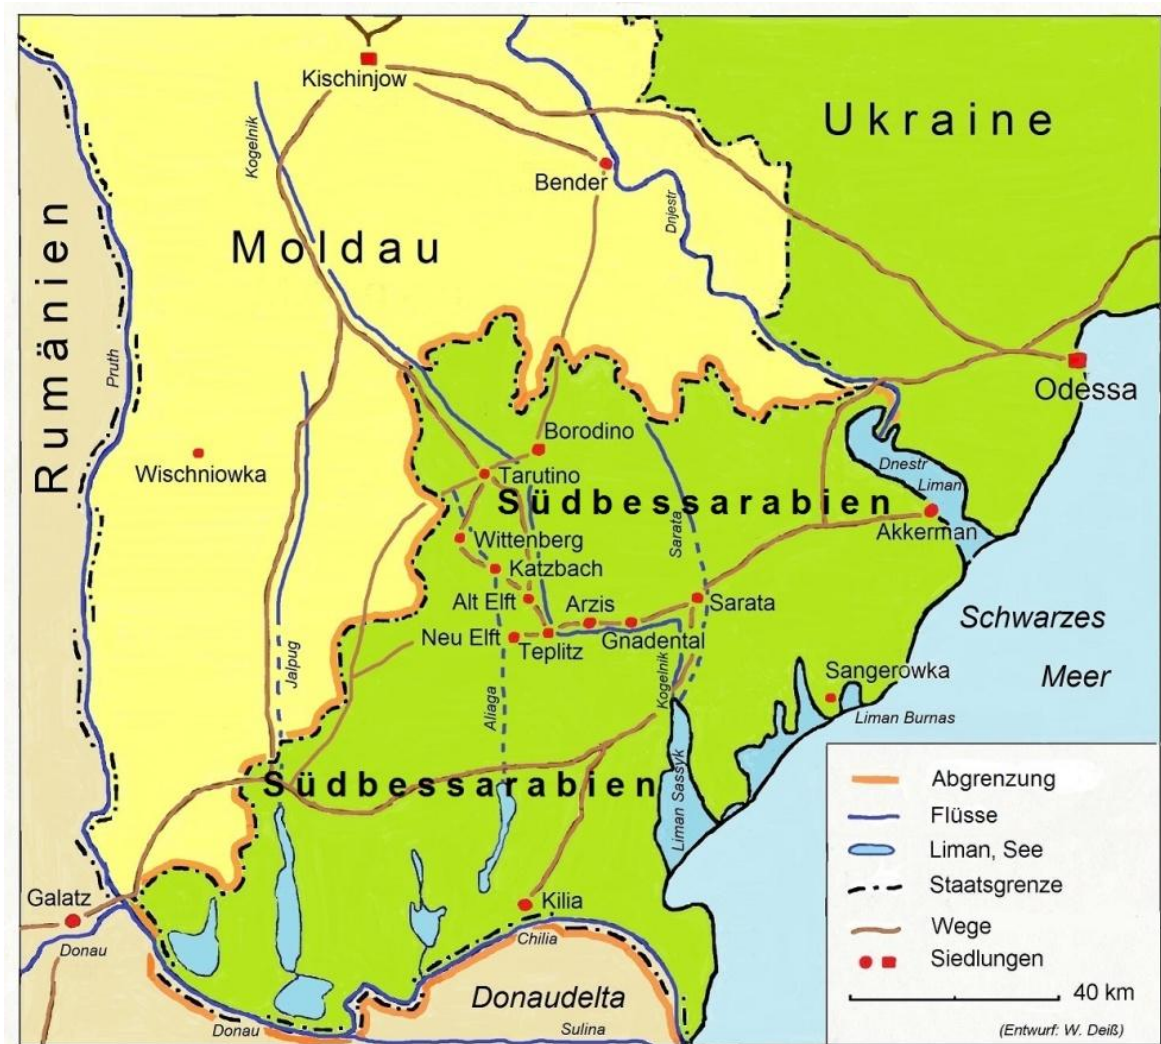 Kischinjow
Ukraine
Kogelnik
Bender
Dnjestr
Moldau
Rumänien
Pruth
Odessa
Borodino
Wischniowka
Tarutino
Dnestr
Liman
Südbessarabien
Akkerman
Sarata
Wittenberg
Katzbach
Alt Elft
Arzis
Sarata
Neu Elft
Teplitz
Gnadental
Schwarzes
Meer
Jalpug
Aliaga
Kogelnik
Sangerowka
Liman Burnas
Südbessarabien
Liman Sassyk
Galatz
Donau
Kilia
Chilia
Donaudelta
Donau
Sulina
Abgrenzung
Flüsse
Liman, See
Staatsgrenze
Wege
Siedlungen
40 km
(Entwurf: W. Deiß)